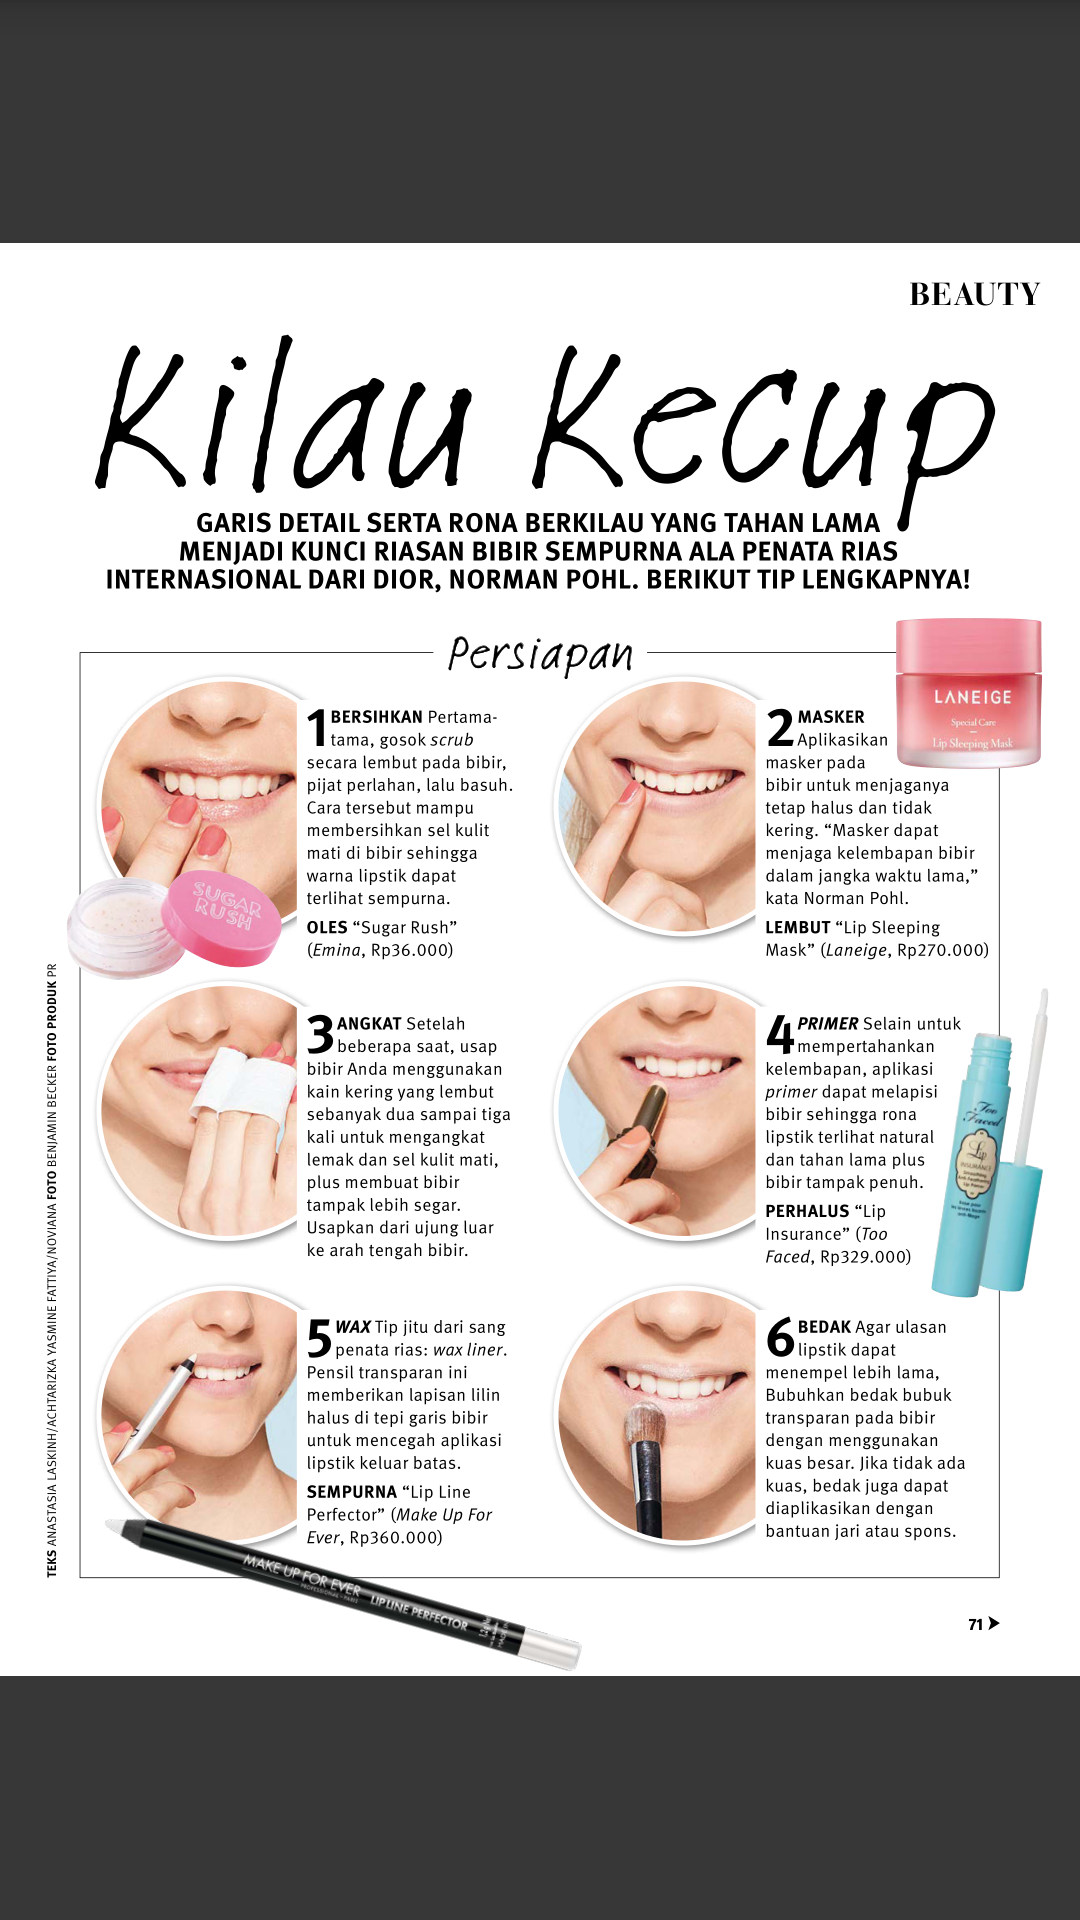 BEAUTY
Kilau Kecup
GARIS DETAIL SERTA RONA BERKILAU YANG TAHAN LAMA
MENJADI KUNCI RIASAN BIBIR SEMPURNA ALA PENATA RIAS
INTERNASIONAL DARI DIOR, NORMAN POHL. BERIKUT TIP LENGKAPNYA!
Persiapan
1 BERSIHKAN Pertama-
tama, gosok scrub
secara lembut pada bibir,
pijat perlahan, lalu basuh.
Cara tersebut mampu
membersihkan sel kulit
mati di bibir sehingga
warna lipstik dapat
terlihat sempurna.
OLES “Sugar Rush”
(Emina, Rp36.000)
SUGAR
RUSH
2 MASKER
Aplikasikan
masker pada
bibir untuk menjaganya
tetap halus dan tidak
kering. “Masker dapat
menjaga kelembapan bibir
dalam jangka waktu lama,”
kata Norman Pohl.
LEMBUT “Lip Sleeping
Mask” (Laneige, Rp270.000)
LANEIGE
Special Care
Lip Sleeping Mask
3 ANGKAT Setelah
beberapa saat, usap
bibir Anda menggunakan
kain kering yang lembut
sebanyak dua sampai tiga
kali untuk mengangkat
lemak dan sel kulit mati,
plus membuat bibir
tampak lebih segar.
Usapkan dari ujung luar
ke arah tengah bibir.
4 PRIMER Selain untuk
mempertahankan
kelembapan, aplikasi
primer dapat melapisi
bibir sehingga rona
lipstik terlihat natural
dan tahan lama plus
bibir tampak penuh.
PERHALUS “Lip
Insurance” (Too
Faced, Rp329.000)
Too
Faced
Lip
INSURANCE
5 WAX Tip jitu dari sang
penata rias: wax liner.
Pensil transparan ini
memberikan lapisan lilin
halus di tepi garis bibir
untuk mencegah aplikasi
lipstik keluar batas.
SEMPURNA “Lip Line
Perfector” (Make Up For
Ever, Rp360.000)
MAKE UP FOR EVER
PROFESSIONAL - PARIS
LIP LINE PERFECTOR
6 BEDAK Agar ulasan
lipstik dapat
menempel lebih lama,
Bubuhkan bedak bubuk
transparan pada bibir
dengan menggunakan
kuas besar. Jika tidak ada
kuas, bedak juga dapat
diaplikasikan dengan
bantuan jari atau spons.
TEKS ANASTASIA LASKINH/ACHTARIZKA YASMINE FATTIYA/NOVIANA FOTO BENJAMIN BECKER FOTO PRODUK PR
71